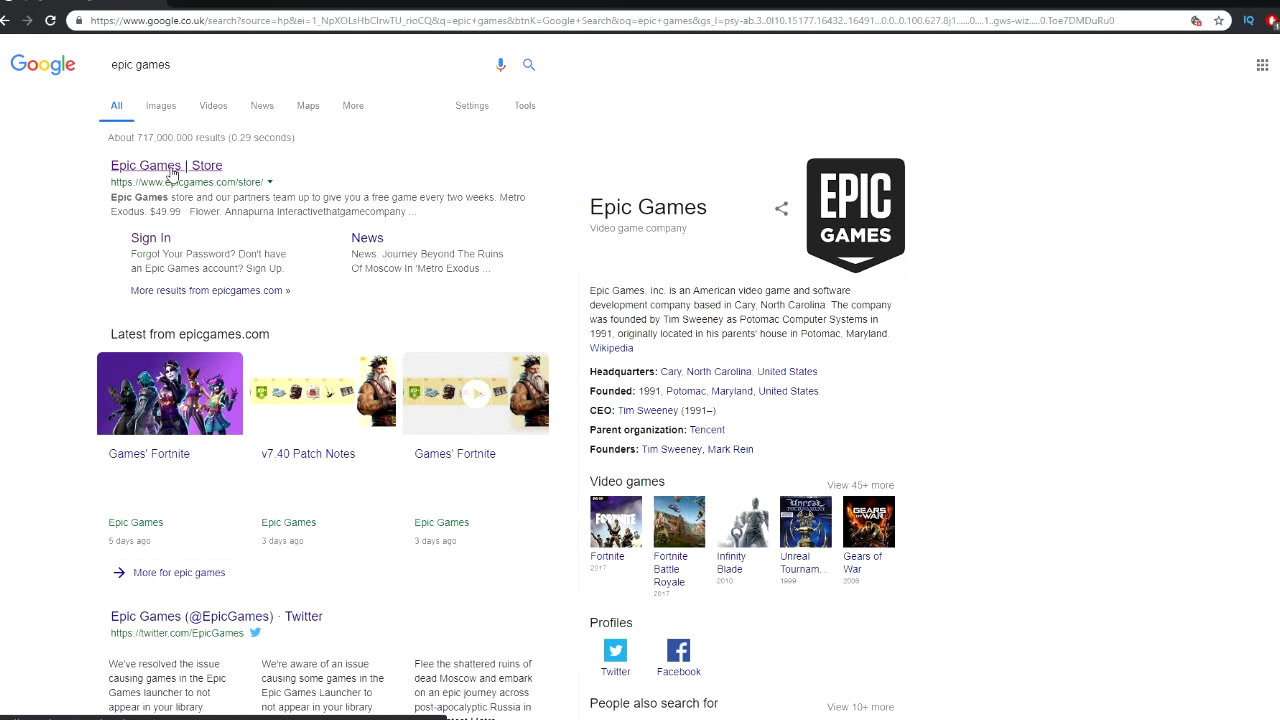 https://www.google.co.uk/search?source=hp&ei=1_NpXOLsHbClrwTU_rioCQ&q=epic+games&btnK=Google+Search&oq=epic+games&gs_l=psy-ab.3..0l10.15177.16432..16491...0.0..0.100.627.8j1......0....1..gws-wiz.....0.Toe7DMDuRu0
IQ
Google
epic games
All
Images
Videos
News
Maps
More
Settings
Tools
About 717,000,000 results (0.29 seconds)
Epic Games | Store
https://www.epicgames.com/store/
Epic Games store and our partners team up to give you a free game every two weeks. Metro
Exodus. $49.99 Flower. Annapurna Interactivethatgamecompany ...
Sign In
Forgot Your Password? Don't have
an Epic Games account? Sign Up.
News
News. Journey Beyond The Ruins
Of Moscow In 'Metro Exodus ...
More results from epicgames.com »
Latest from epicgames.com
Games' Fortnite
v7.40 Patch Notes
Games' Fortnite
Epic Games
Epic Games
Epic Games
5 days ago
3 days ago
3 days ago
More for epic games
Epic Games (@EpicGames) · Twitter
https://twitter.com/EpicGames
We've resolved the issue
causing games in the Epic
Games launcher to not
appear in your library.
We're aware of an issue
causing some games in the
Epic Games Launcher to
not appear in your library.
Flee the shattered ruins of
dead Moscow and embark
on an epic journey across
post-apocalyptic Russia in
Epic Games
Video game company
EPIC
GAMES
Epic Games, Inc. is an American video game and software
development company based in Cary, North Carolina. The company
was founded by Tim Sweeney as Potomac Computer Systems in
1991, originally located in his parents' house in Potomac, Maryland.
Wikipedia
Headquarters: Cary, North Carolina, United States
Founded: 1991, Potomac, Maryland, United States
CEO: Tim Sweeney (1991–)
Parent organization: Tencent
Founders: Tim Sweeney, Mark Rein
Video games
View 45+ more
FORTNITE
Unreal
GEARS
OF WAR
Fortnite
2017
Fortnite
Battle
Royale
2017
Infinity
Blade
2010
Unreal
Tournam...
1999
Gears of
War
2006
Profiles
Twitter
Facebook
People also search for
View 10+ more